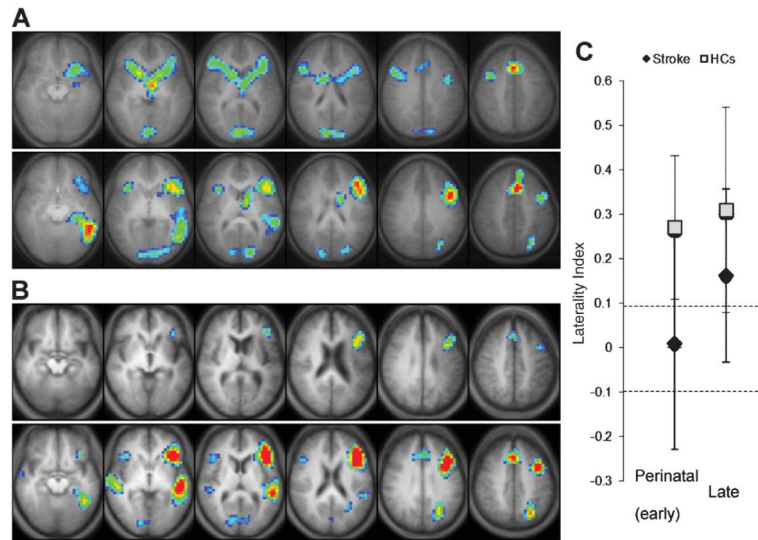 A
B
C
Stroke HCs
Laterality Index
0.6
0.5
0.4
0.3
0.2
0.1
0
-0.1
-0.2
-0.3
Perinatal
(early)
Late